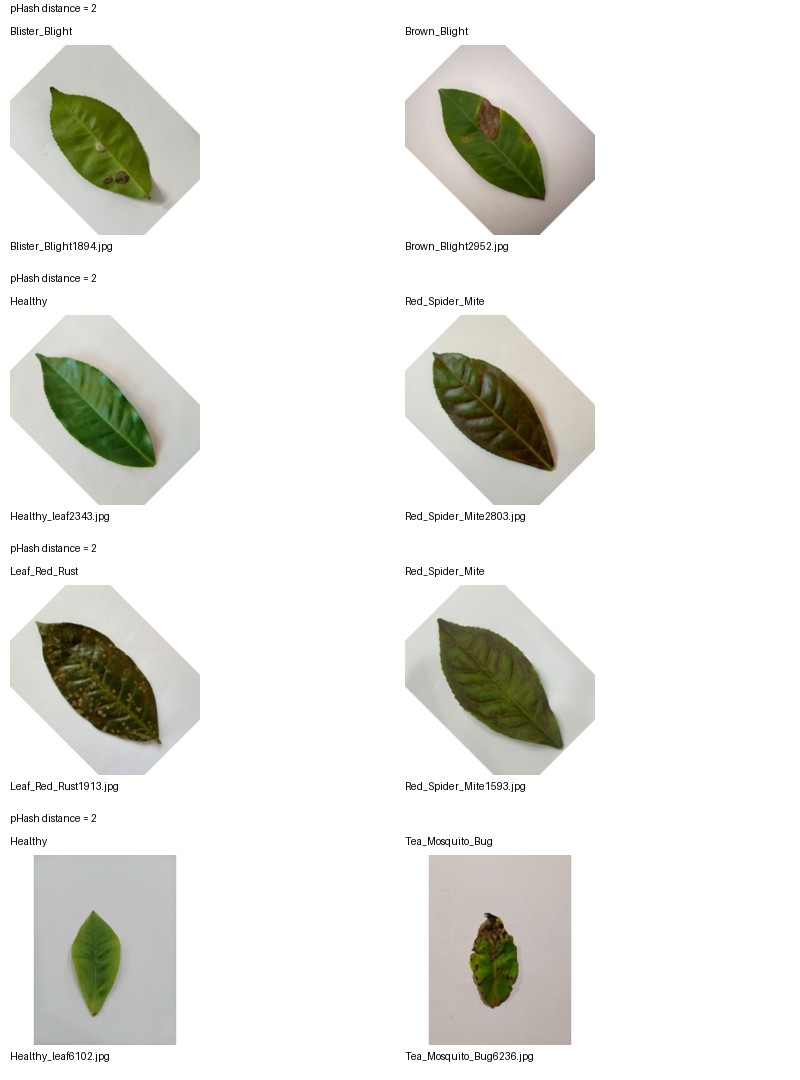 pHash distance = 2
Blister_Blight
Brown_Blight
Blister_Blight1894.jpg
Brown_Blight2952.jpg
pHash distance = 2
Healthy
Red_Spider_Mite
Healthy_leaf2343.jpg
Red_Spider_Mite2803.jpg
pHash distance = 2
Leaf_Red_Rust
Red_Spider_Mite
Leaf_Red_Rust1913.jpg
Red_Spider_Mite1593.jpg
pHash distance = 2
Healthy
Tea_Mosquito_Bug
Healthy_leaf6102.jpg
Tea_Mosquito_Bug6236.jpg